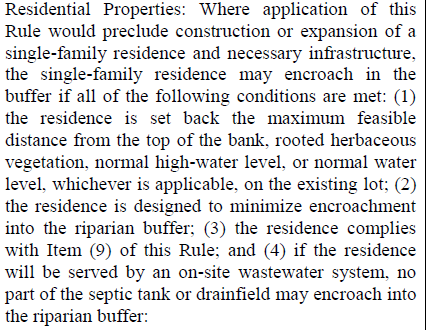 Residential Properties: Where application of this
Rule would preclude construction or expansion of a
single-family residence and necessary infrastructure,
the single-family residence may encroach in the
buffer if all of the following conditions are met: (1)
the residence is set back the maximum feasible
distance from the top of the bank, rooted herbaceous
vegetation, normal high-water level, or normal water
level, whichever is applicable, on the existing lot; (2)
the residence is designed to minimize encroachment
into the riparian buffer; (3) the residence complies
with Item (9) of this Rule; and (4) if the residence
will be served by an on-site wastewater system, no
part of the septic tank or drainfield may encroach into
the riparian buffer: